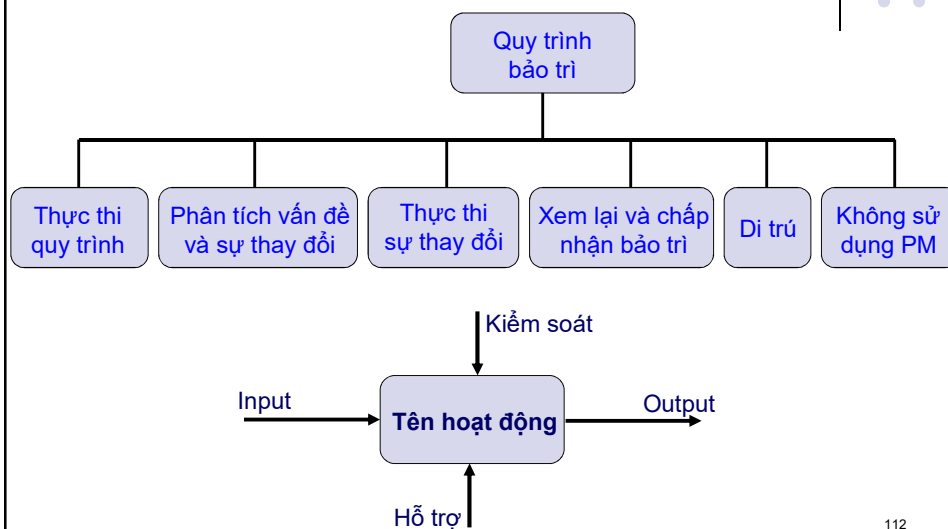 Quy trình
bảo trì
Thực thi
quy trình
Phân tích vấn đề
và sự thay đổi
Thực thi
sự thay đổi
Xem lại và chấp
nhận bảo trì
Di trú
Không sử
dụng PM
Kiểm soát
Input
Tên hoạt động
Output
Hỗ trợ
112